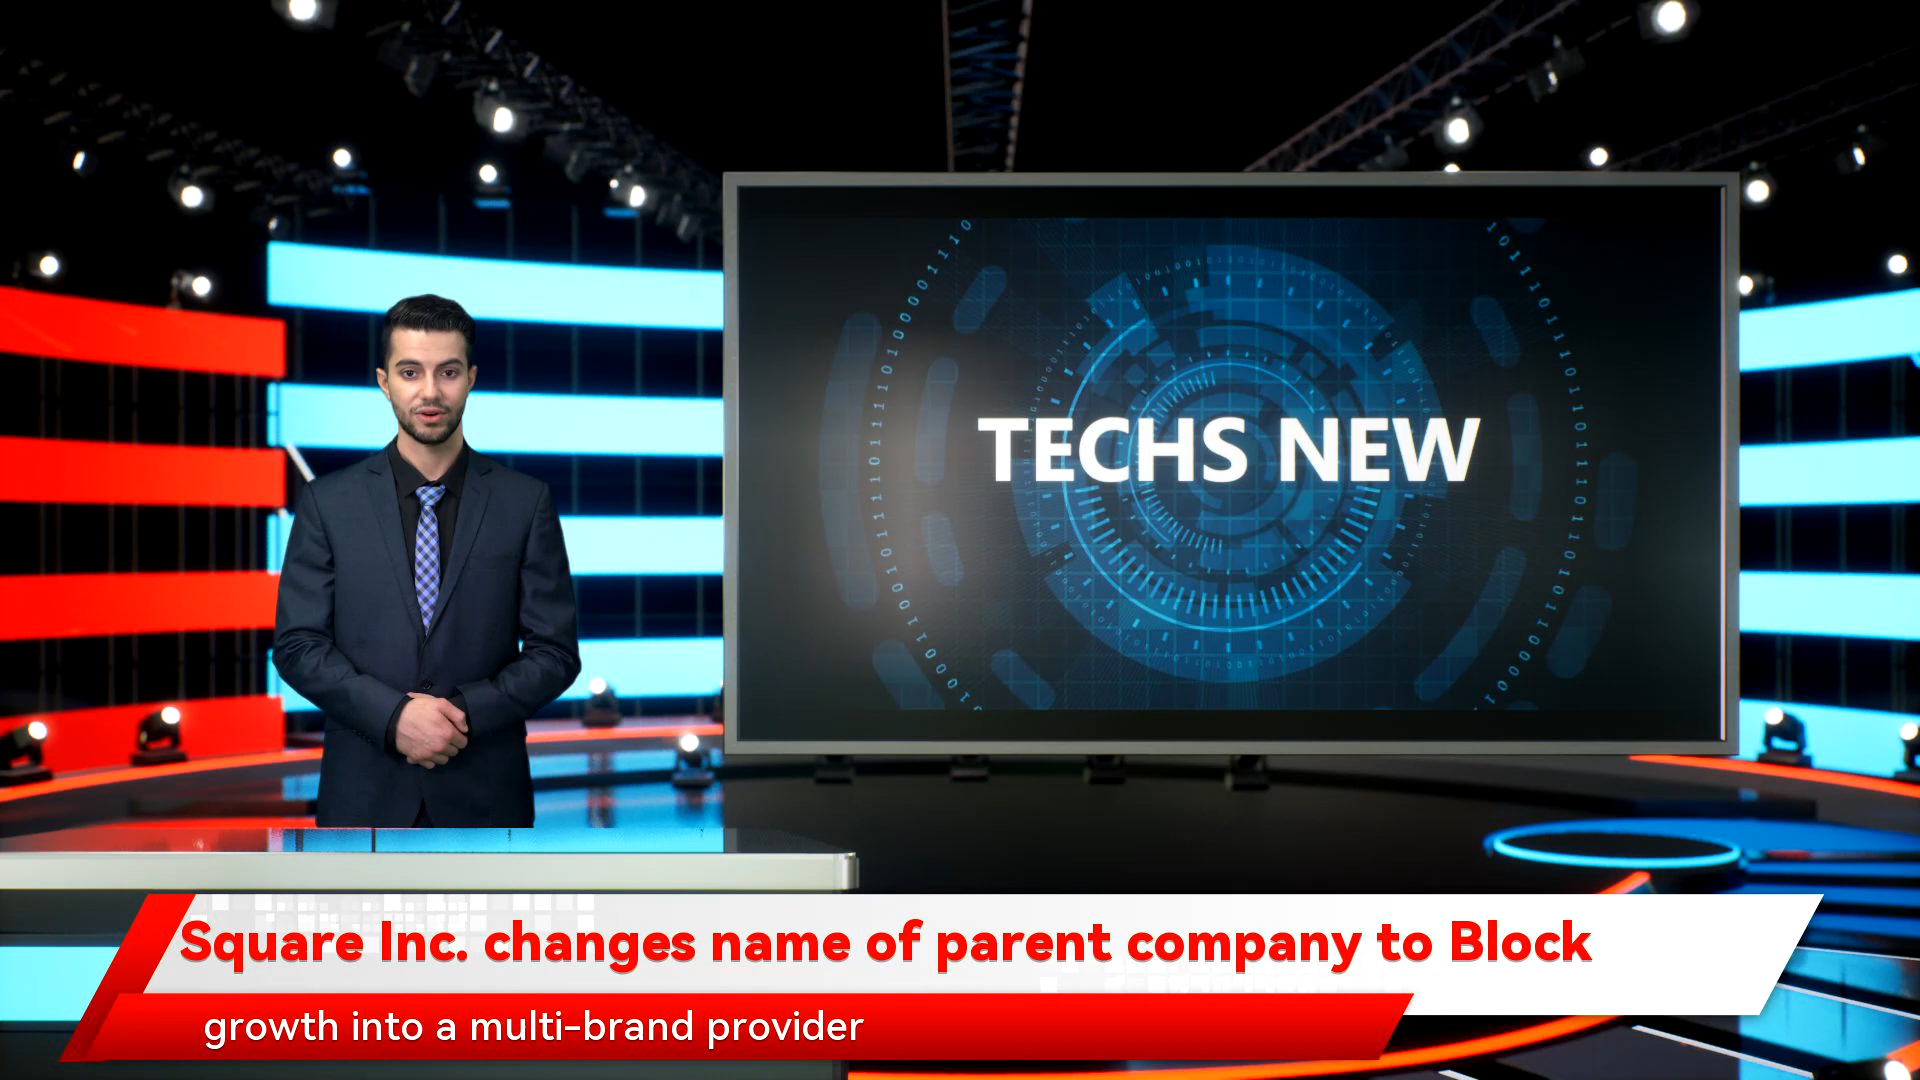 TECHS NEW
Square Inc. changes name of parent company to Block
growth into a multi-brand provider